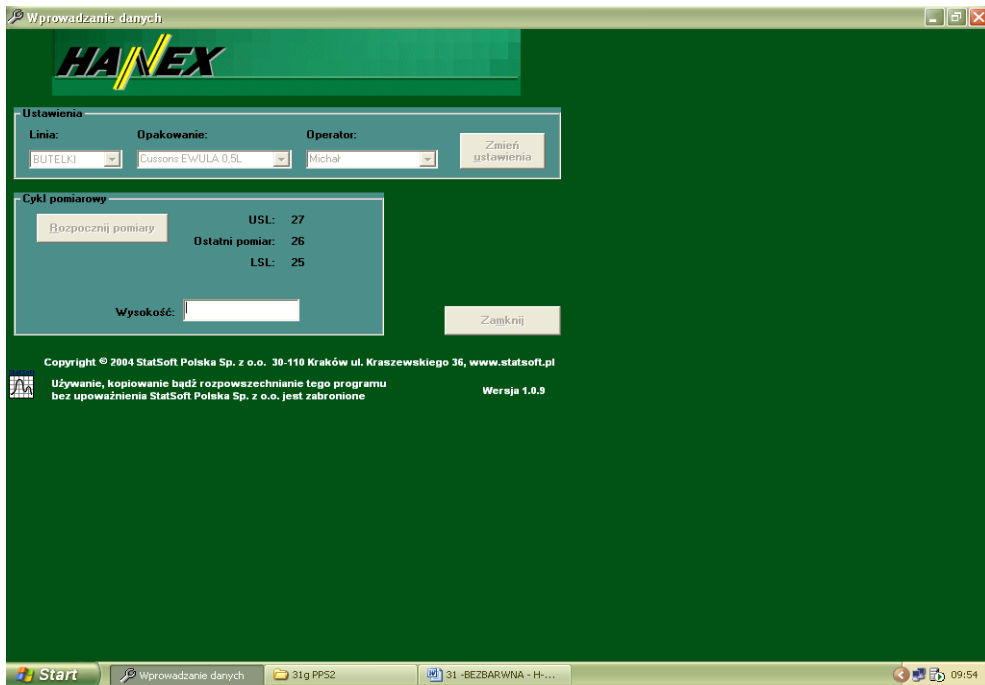 Wprowadzanie danych
HANEX
Ustawienia
Linia: Opakowanie: Operator:
BUTELKI Cussons EWULA 0,5L Michał Zmień ustawienia
Cykl pomiarowy
Rozpocznij pomiary USL: 27
Ostatni pomiar: 26
LSL: 25
Wysokość:
Zamknij
Copyright © 2004 StatSoft Polska Sp. z o.o. 30-110 Kraków ul. Kraszewskiego 36, www.statsoft.pl
StatSoft
Używanie, kopiowanie bądź rozpowszechnianie tego programu
bez upoważnienia StatSoft Polska Sp. z o.o. jest zabronione
Wersja 1.0.9
Start Wprowadzanie danych 31g PPS2 31 -BEZBARWNA - H-... 09:54